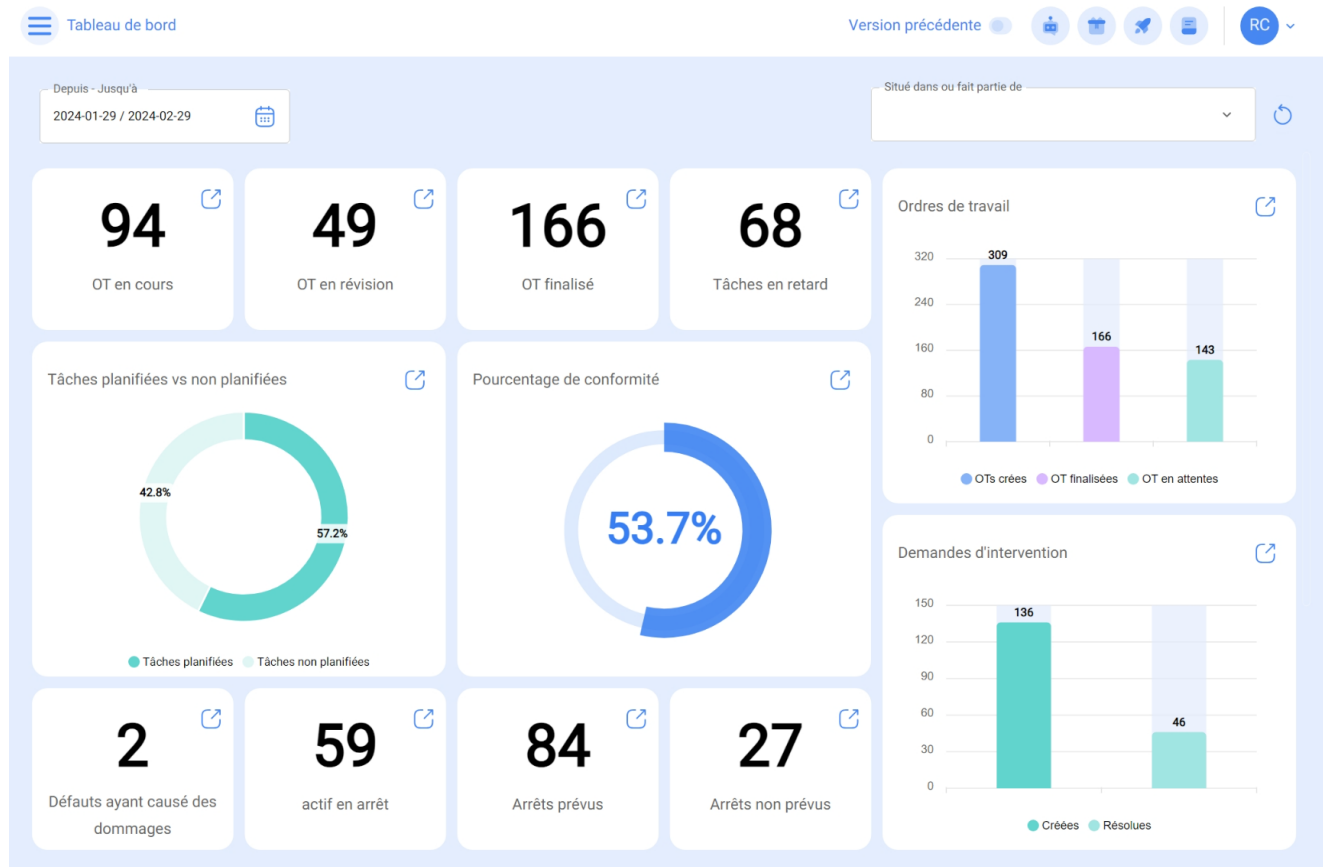 Tableau de bord
Version précédente
RC
Depuis - Jusqu'à
2024-01-29 / 2024-02-29
Situé dans ou fait partie de
94
OT en cours
49
OT en révision
166
OT finalisé
68
Tâches en retard
Ordres de travail
320
240
160
80
0
309
166
143
OTs crées
OT finalisées
OT en attentes
Tâches planifiées vs non planifiées
42.8%
57.2%
Tâches planifiées
Tâches non planifiées
Pourcentage de conformité
53.7%
Demandes d'intervention
150
120
90
60
30
0
136
46
Créées
Résolues
2
Défauts ayant causé des
dommages
59
actif en arrêt
84
Arrêts prévus
27
Arrêts non prévus